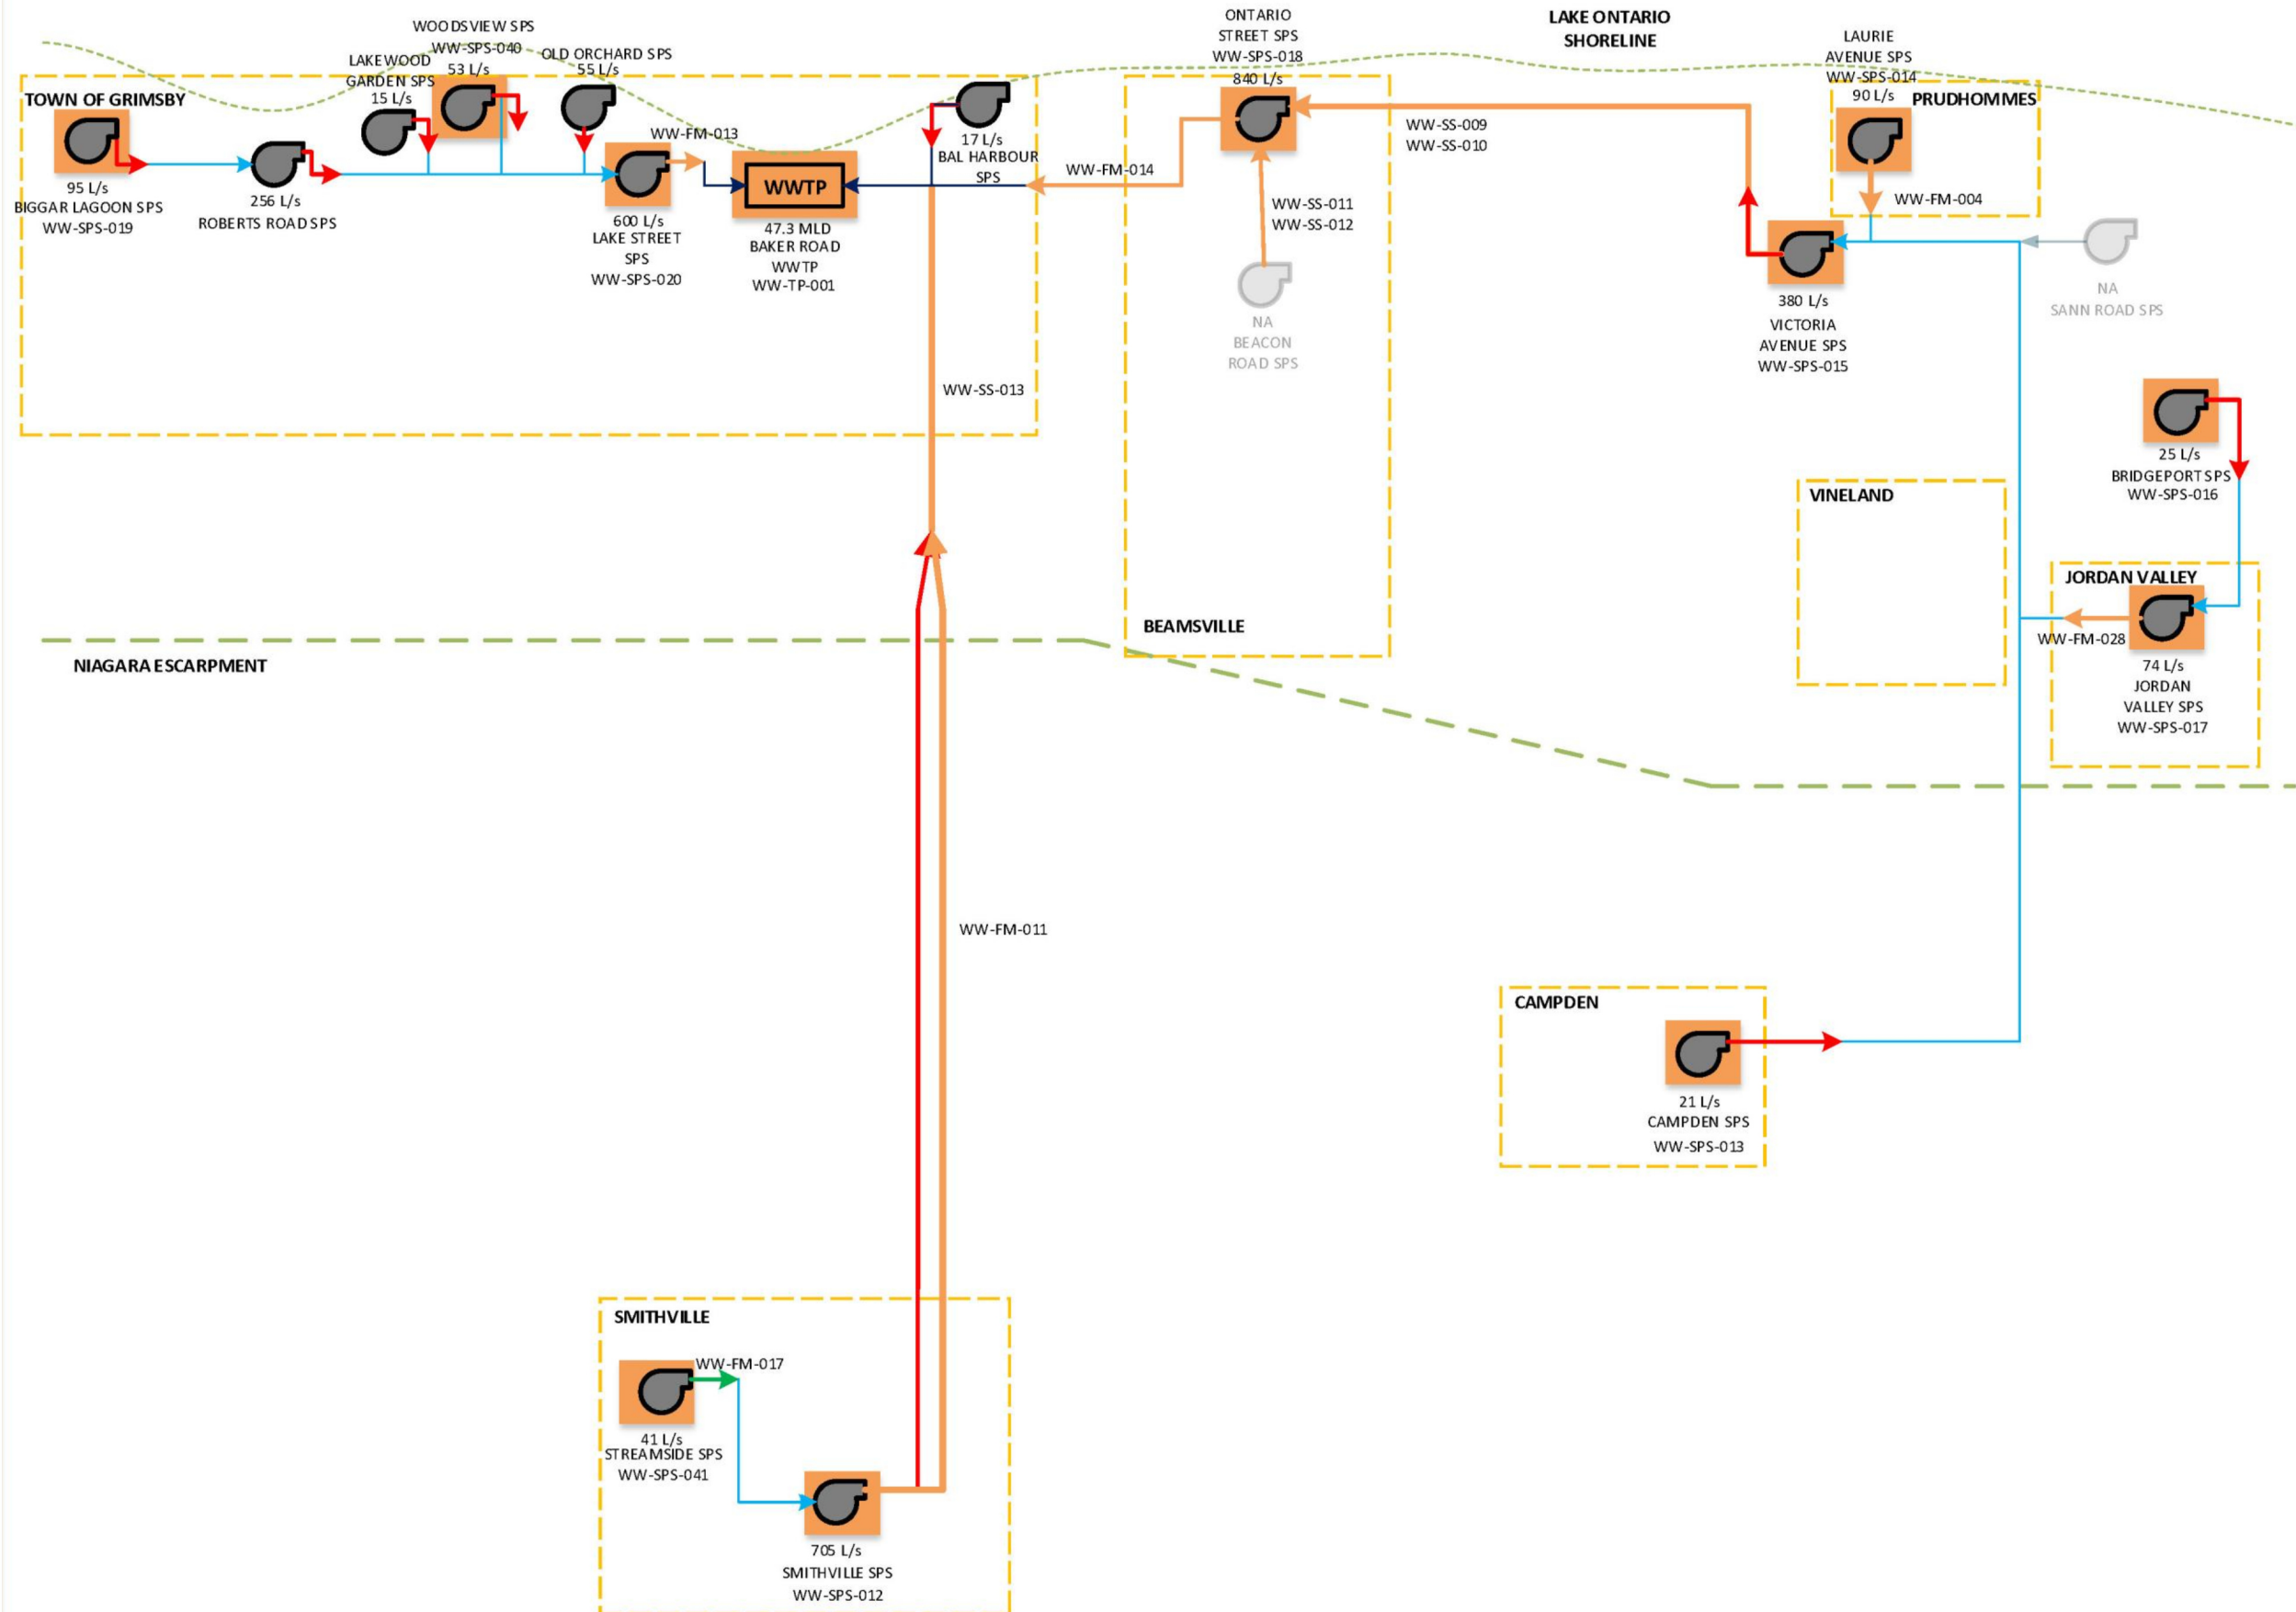 WOODSVIEW SPS
WW-SPS-040
53 L/s
LAKEWOOD
GARDEN SPS
15 L/s
OLD ORCHARD SPS
55 L/s
ONTARIO
STREET SPS
WW-SPS-018
840 L/s
LAKE ONTARIO
SHORELINE
LAURIE
AVENUE SPS
WW-SPS-014
90 L/s
PRUDHOMMES
TOWN OF GRIMSBY
95 L/s
BIGGAR LAGOON SPS
WW-SPS-019
256 L/s
ROBERTS ROAD SPS
WW-FM-013
600 L/s
LAKE STREET
SPS
WW-SPS-020
WWTP
47.3 MLD
BAKER ROAD
WWTP
WW-TP-001
17 L/s
BAL HARBOUR
SPS
WW-FM-014
WW-SS-009
WW-SS-010
WW-SS-011
WW-SS-012
NA
BEACON
ROAD SPS
WW-FM-004
380 L/s
VICTORIA
AVENUE SPS
WW-SPS-015
NA
SANN ROAD SPS
WW-SS-013
25 L/s
BRIDGEPORT SPS
WW-SPS-016
VINELAND
JORDAN VALLEY
WW-FM-028
74 L/s
JORDAN
VALLEY SPS
WW-SPS-017
BEAMSVILLE
NIAGARA ESCARPMENT
WW-FM-011
CAMPDEN
21 L/s
CAMPDEN SPS
WW-SPS-013
SMITHVILLE
WW-FM-017
41 L/s
STREAMSIDE SPS
WW-SPS-041
705 L/s
SMITHVILLE SPS
WW-SPS-012